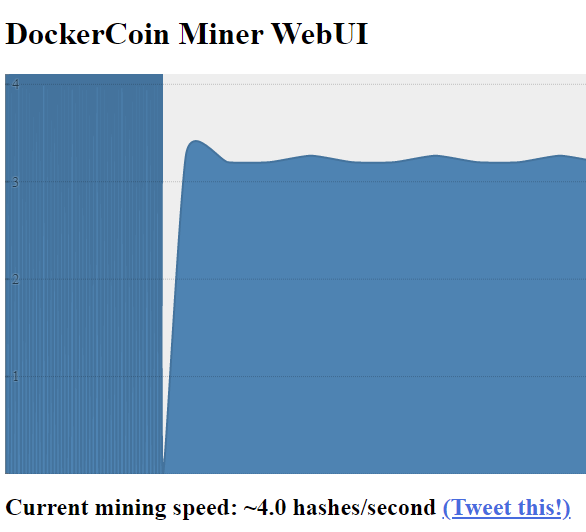 DockerCoin Miner WebUI
4
3
2
1
Current mining speed: ~4.0 hashes/second (Tweet this!)